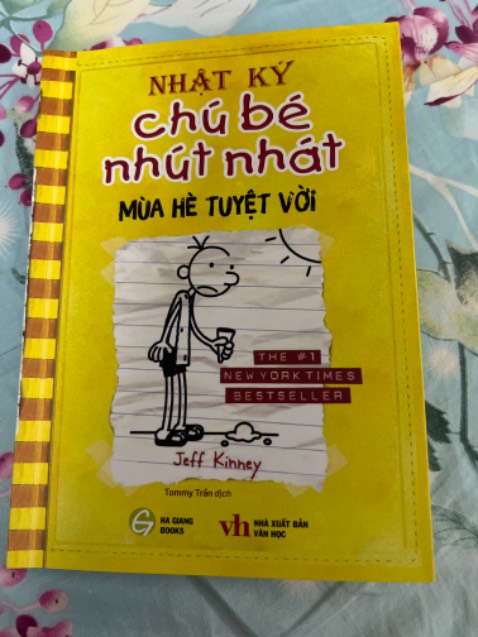 NHẬT KÝ
chú bé
nhút nhát
MÙA HÈ TUYỆT VỜI
THE #1
NEW YORK TIMES
BESTSELLER
Jeff Kinney
Tommy Trần dịch
HA GIANG
BOOKS
vh
NHÀ XUẤT BẢN
VĂN HỌC